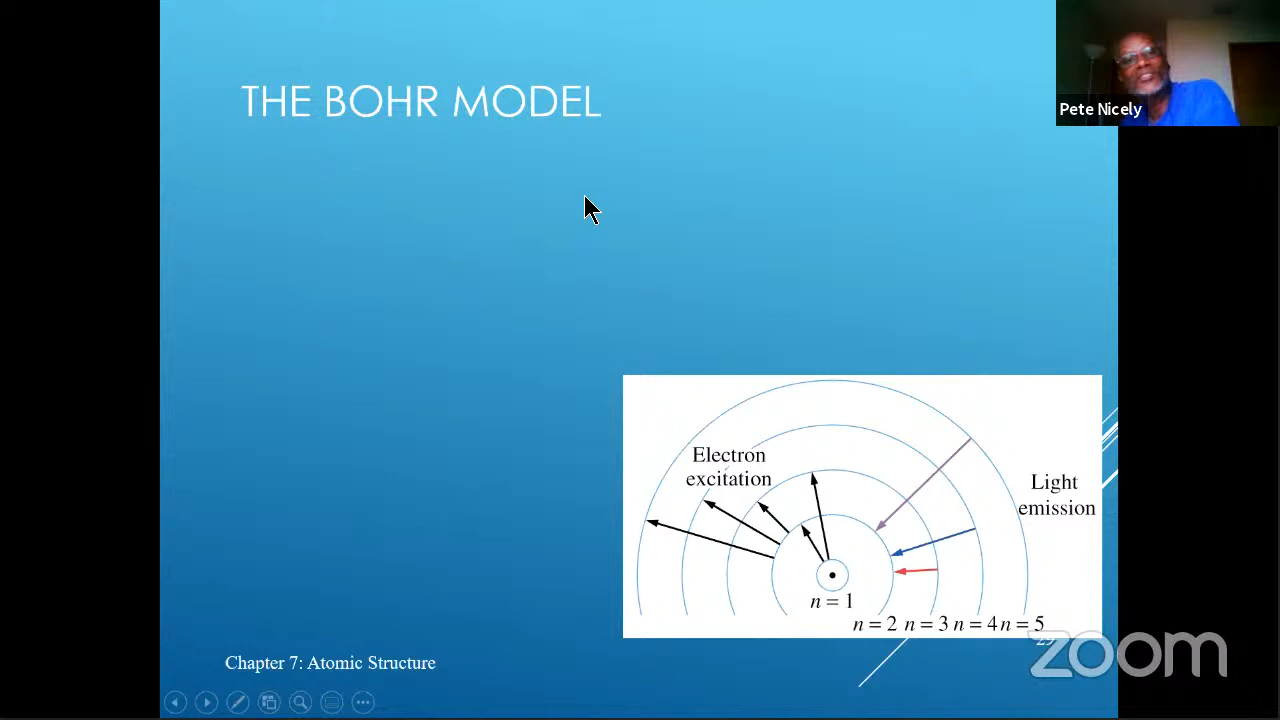 THE BOHR MODEL
Pete Nicely
Electron
excitation
Light
emission
n = 1
n = 2 n = 3 n = 4 n = 5
Chapter 7: Atomic Structure
zoom